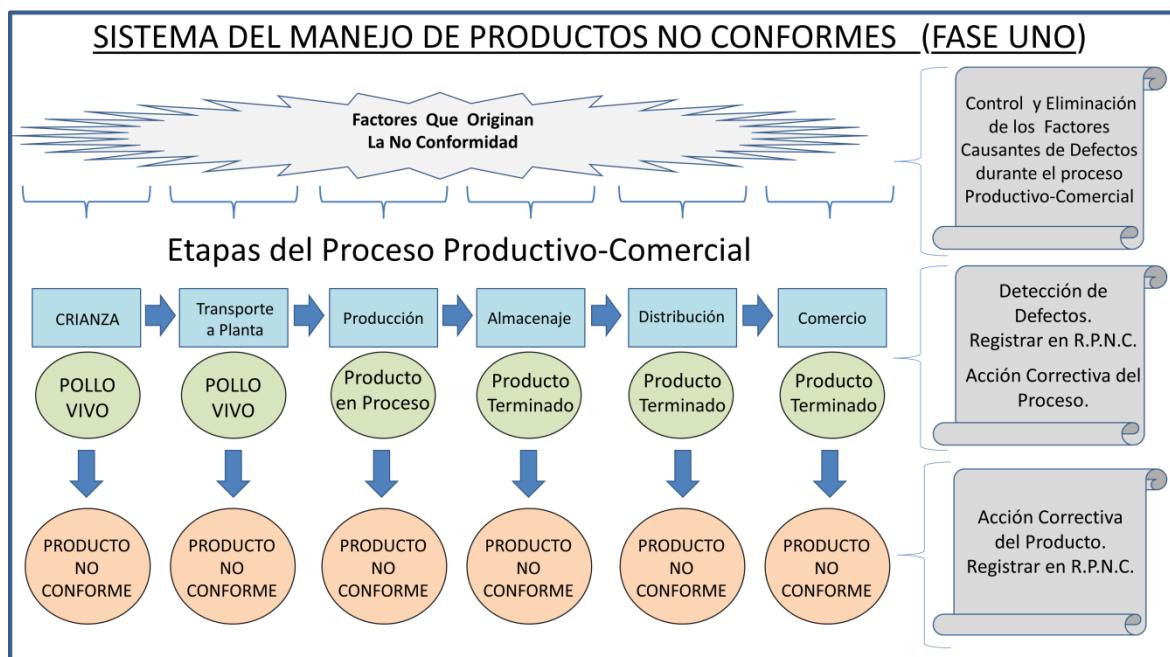 SISTEMA DEL MANEJO DE PRODUCTOS NO CONFORMES (FASE UNO)
Factores Que Originan
La No Conformidad
Control y Eliminación
de los Factores
Causantes de Defectos
durante el proceso
Productivo-Comercial
Etapas del Proceso Productivo-Comercial
CRIANZA
Transporte
a Planta
Producción
Almacenaje
Distribución
Comercio
POLLO
VIVO
POLLO
VIVO
Producto
en Proceso
Producto
Terminado
Producto
Terminado
Producto
Terminado
Detección de
Defectos.
Registrar en R.P.N.C.
Acción Correctiva del
Proceso.
PRODUCTO
NO
CONFORME
PRODUCTO
NO
CONFORME
PRODUCTO
NO
CONFORME
PRODUCTO
NO
CONFORME
PRODUCTO
NO
CONFORME
PRODUCTO
NO
CONFORME
Acción Correctiva
del Producto.
Registrar en R.P.N.C.